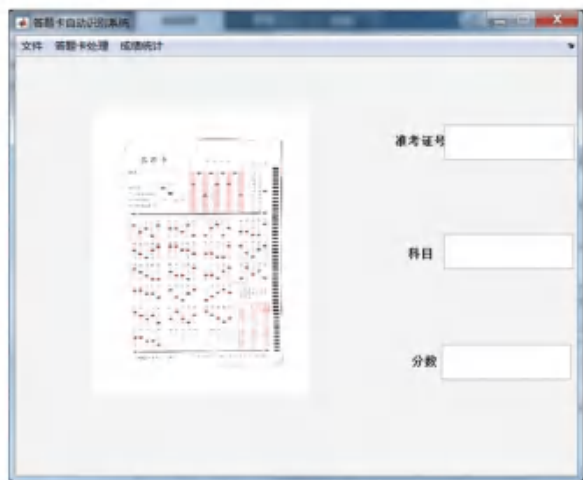 答题卡自动识别系统
文件 答题卡处理 成绩统计
准考证号
科目
分数